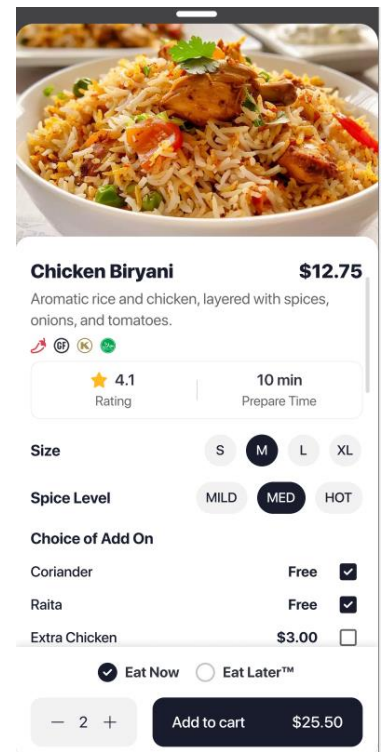 Chicken Biryani $12.75
Aromatic rice and chicken, layered with spices,
onions, and tomatoes.
GF K
4.1 10 min
Rating Prepare Time
Size S M L XL
Spice Level MILD MED HOT
Choice of Add On
Coriander Free
Raita Free
Extra Chicken $3.00
Eat Now Eat Later™
− 2 + Add to cart $25.50